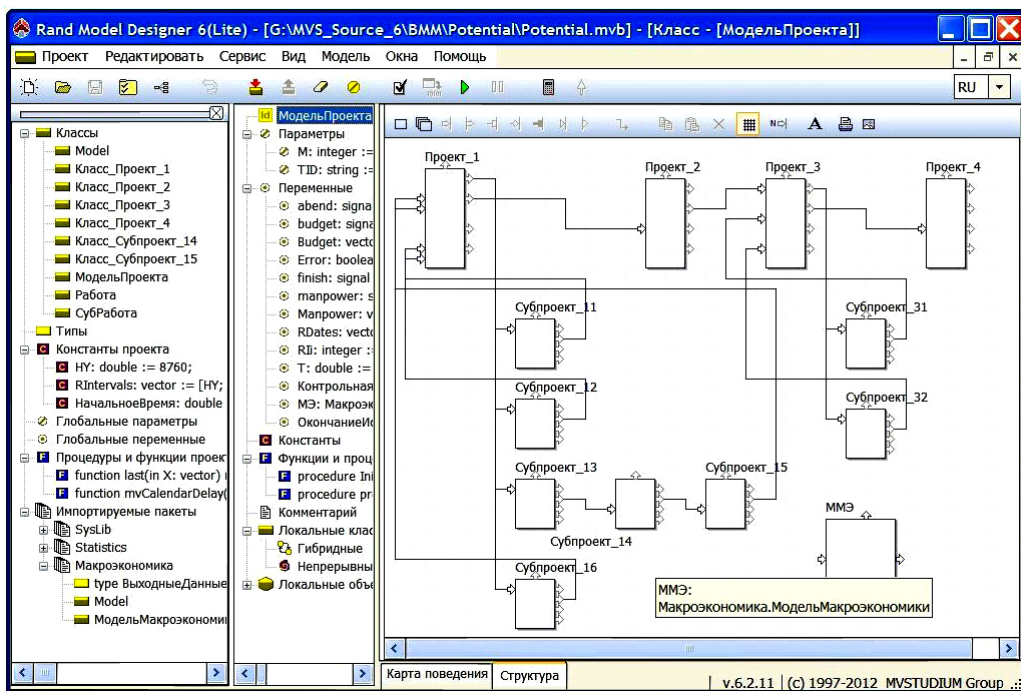 Rand Model Designer 6(Lite) - [G:\MVS_Source_6\BMM\Potential\Potential.mvb] - [Класс - [МодельПроекта]]
Проект Редактировать Сервис Вид Модель Окна Помощь
RU
Классы
Model
Класс_Проект_1
Класс_Проект_2
Класс_Проект_3
Класс_Проект_4
Класс_Субпроект_14
Класс_Субпроект_15
МодельПроекта
Работа
СубРабота
Типы
Константы проекта
HY: double := 8760;
RIntervals: vector := [HY;
НачальноеВремя: double
Глобальные параметры
Глобальные переменные
Процедуры и функции проек
function last(in X: vector)
function mvCalendarDelay(
Импортируемые пакеты
SysLib
Statistics
Макроэкономика
type ВыходныеДанные
Model
МодельМакроэкономи
МодельПроекта
Параметры
M: integer :=
TID: string :=
Переменные
abend: signa
budget: signa
Budget: vecto
Error: boolea
finish: signal
manpower: s
Manpower: v
RDates: vecto
RIi: integer :=
T: double :=
Контрольная
МЭ: Макроэк
ОкончаниеИс
Константы
Функции и проц
procedure Ini
procedure pr
Комментарий
Локальные клас
Гибридные
Непрерывны
Локальные объе
Проект_1
Проект_2
Проект_3
Проект_4
Субпроект_11
Субпроект_31
Субпроект_12
Субпроект_32
Субпроект_13
Субпроект_15
Субпроект_14
ММЭ
Субпроект_16
ММЭ:
Макроэкономика.МодельМакроэкономики
Карта поведения Структура
v.6.2.11 (c) 1997-2012 MVSTUDIUM Group